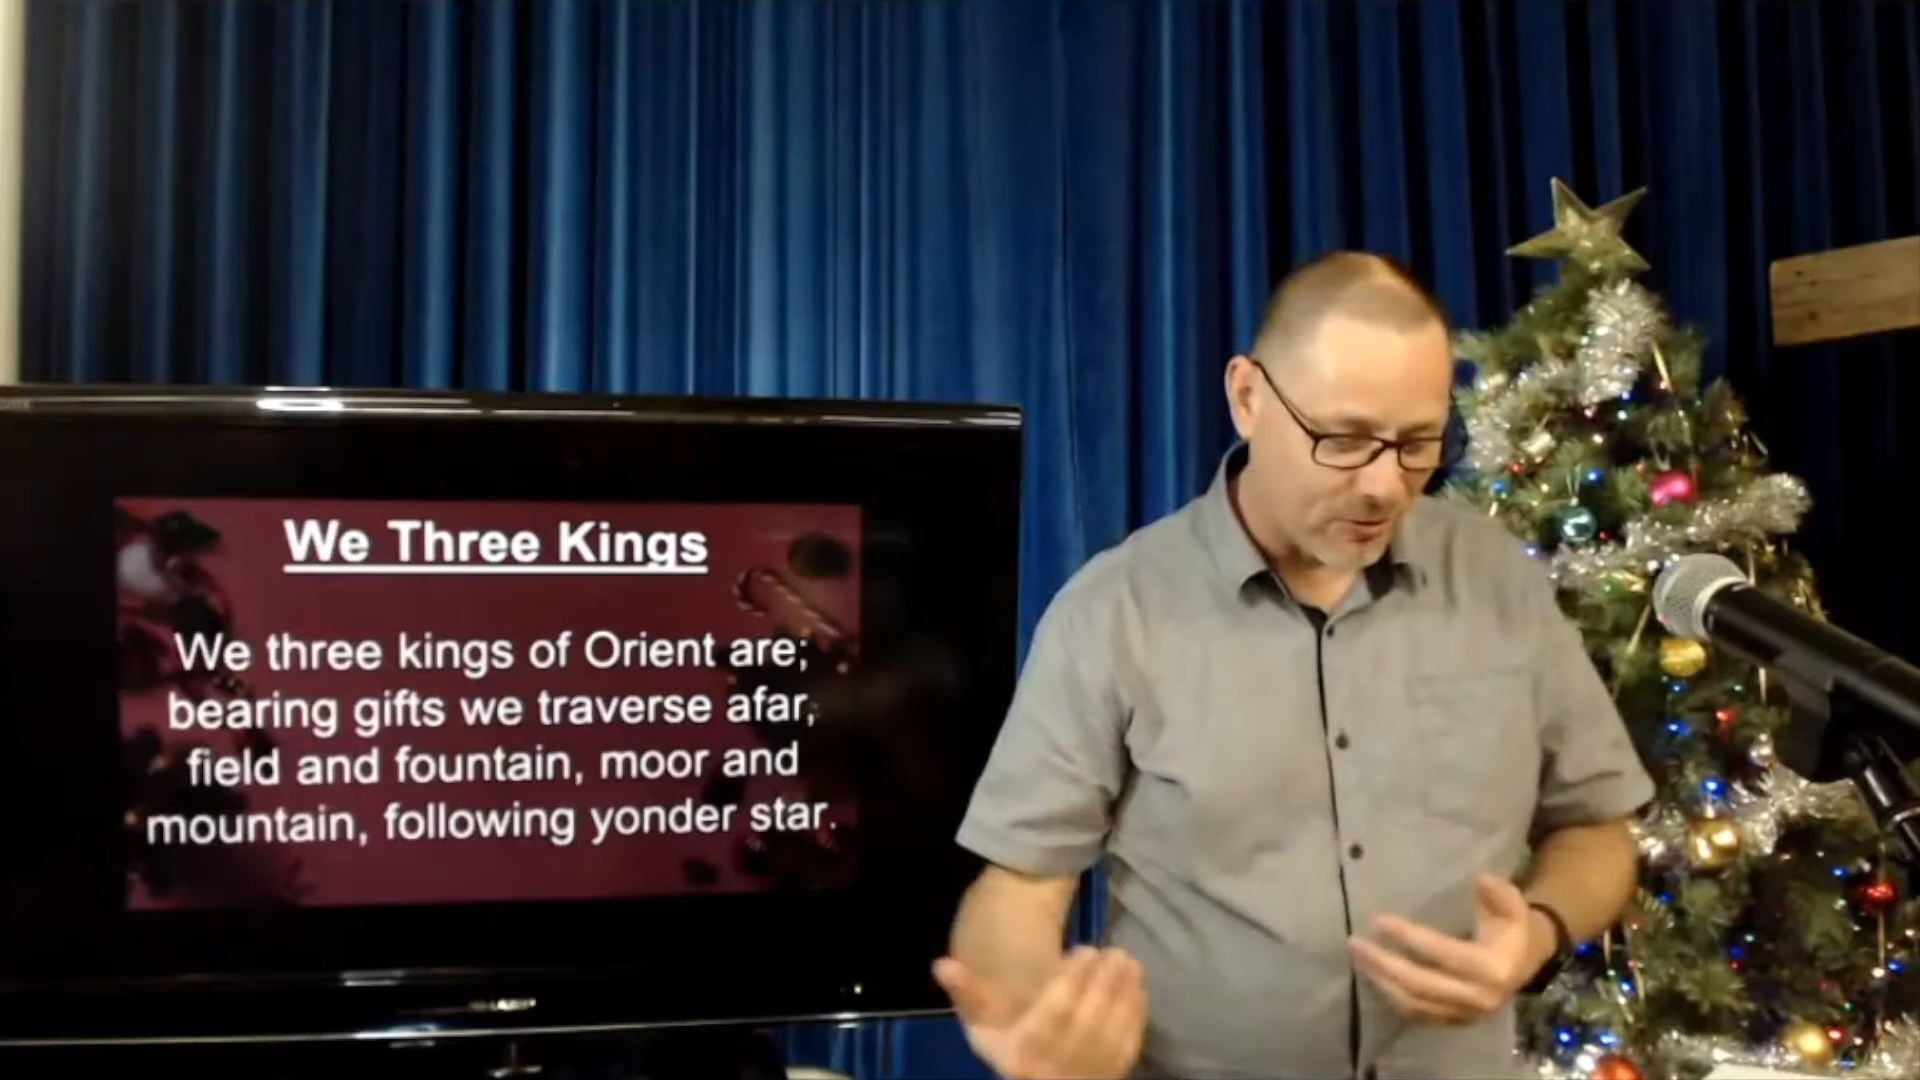 We Three Kings
We three kings of Orient are;
bearing gifts we traverse afar,
field and fountain, moor and
mountain, following yonder star.